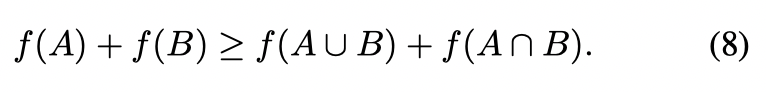 f(A) + f(B) ≥ f(A ∪ B) + f(A ∩ B). (8)